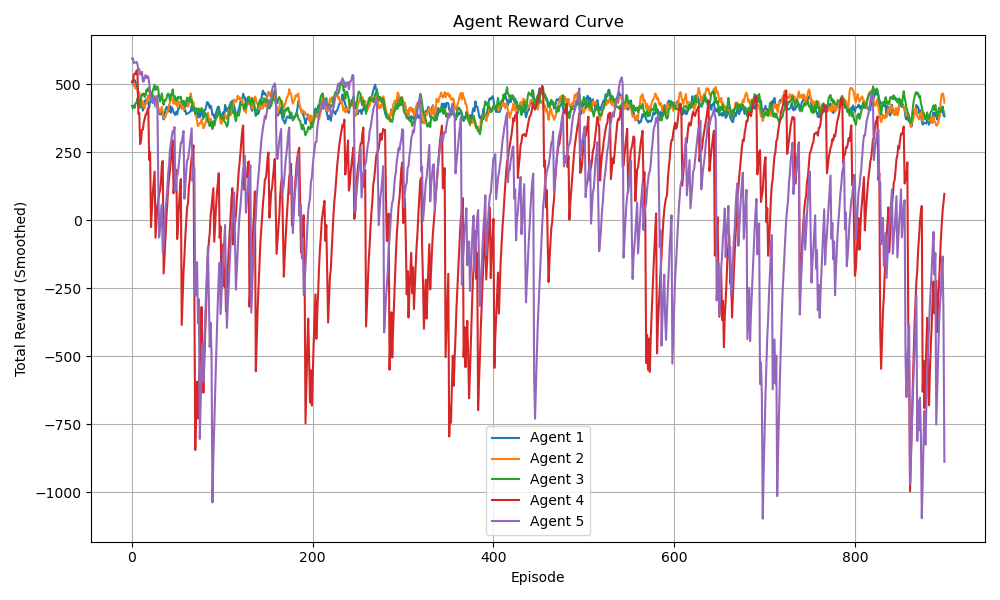 Agent Reward Curve
Total Reward (Smoothed)
500
250
0
−250
−500
−750
−1000
Agent 1
Agent 2
Agent 3
Agent 4
Agent 5
0 200 400 600 800
Episode